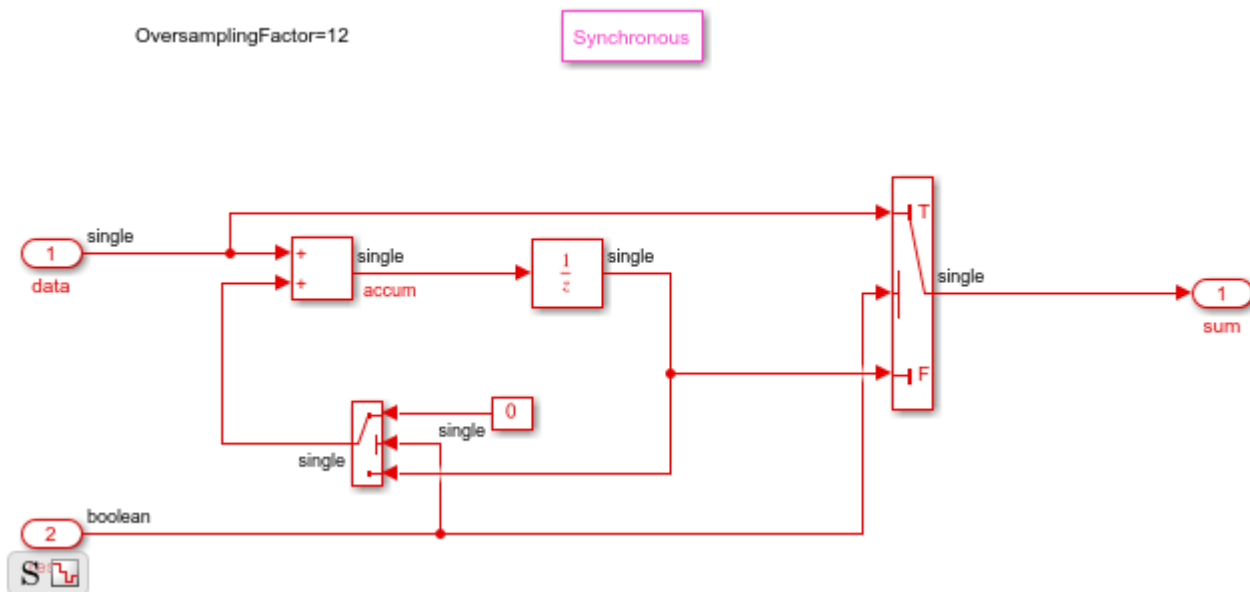 OversamplingFactor=12
Synchronous
T
single
1
data
+
+
single
accum
1
z
single
single
1
sum
F
0
single
single
boolean
2
S